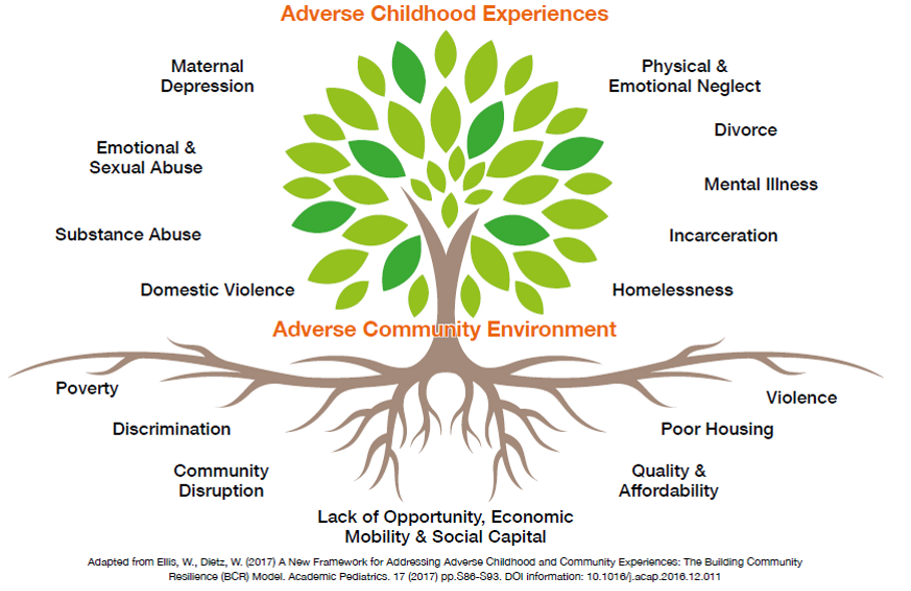 Adverse Childhood Experiences
Maternal
Depression
Physical &
Emotional Neglect
Divorce
Emotional &
Sexual Abuse
Mental Illness
Substance Abuse
Incarceration
Domestic Violence
Homelessness
Adverse Community Environment
Poverty
Violence
Discrimination
Poor Housing
Community
Disruption
Quality &
Affordability
Lack of Opportunity, Economic
Mobility & Social Capital
Adapted from Ellis, W., Dietz, W. (2017) A New Framework for Addressing Adverse Childhood and Community Experiences: The Building Community
Resilience (BCR) Model. Academic Pediatrics. 17 (2017) pp.S86-S93. DOI information: 10.1016/j.acap.2016.12.011